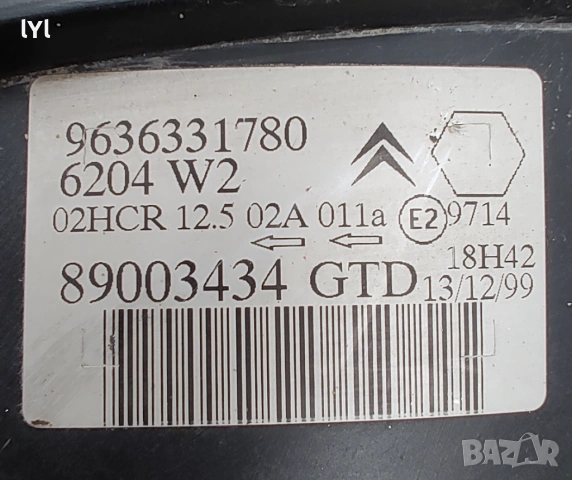 lyl
9636331780
6204 W2
02HCR 12.5 02A 011a E2 9714
18H42
89003434 GTD 13/12/99
BAZAR